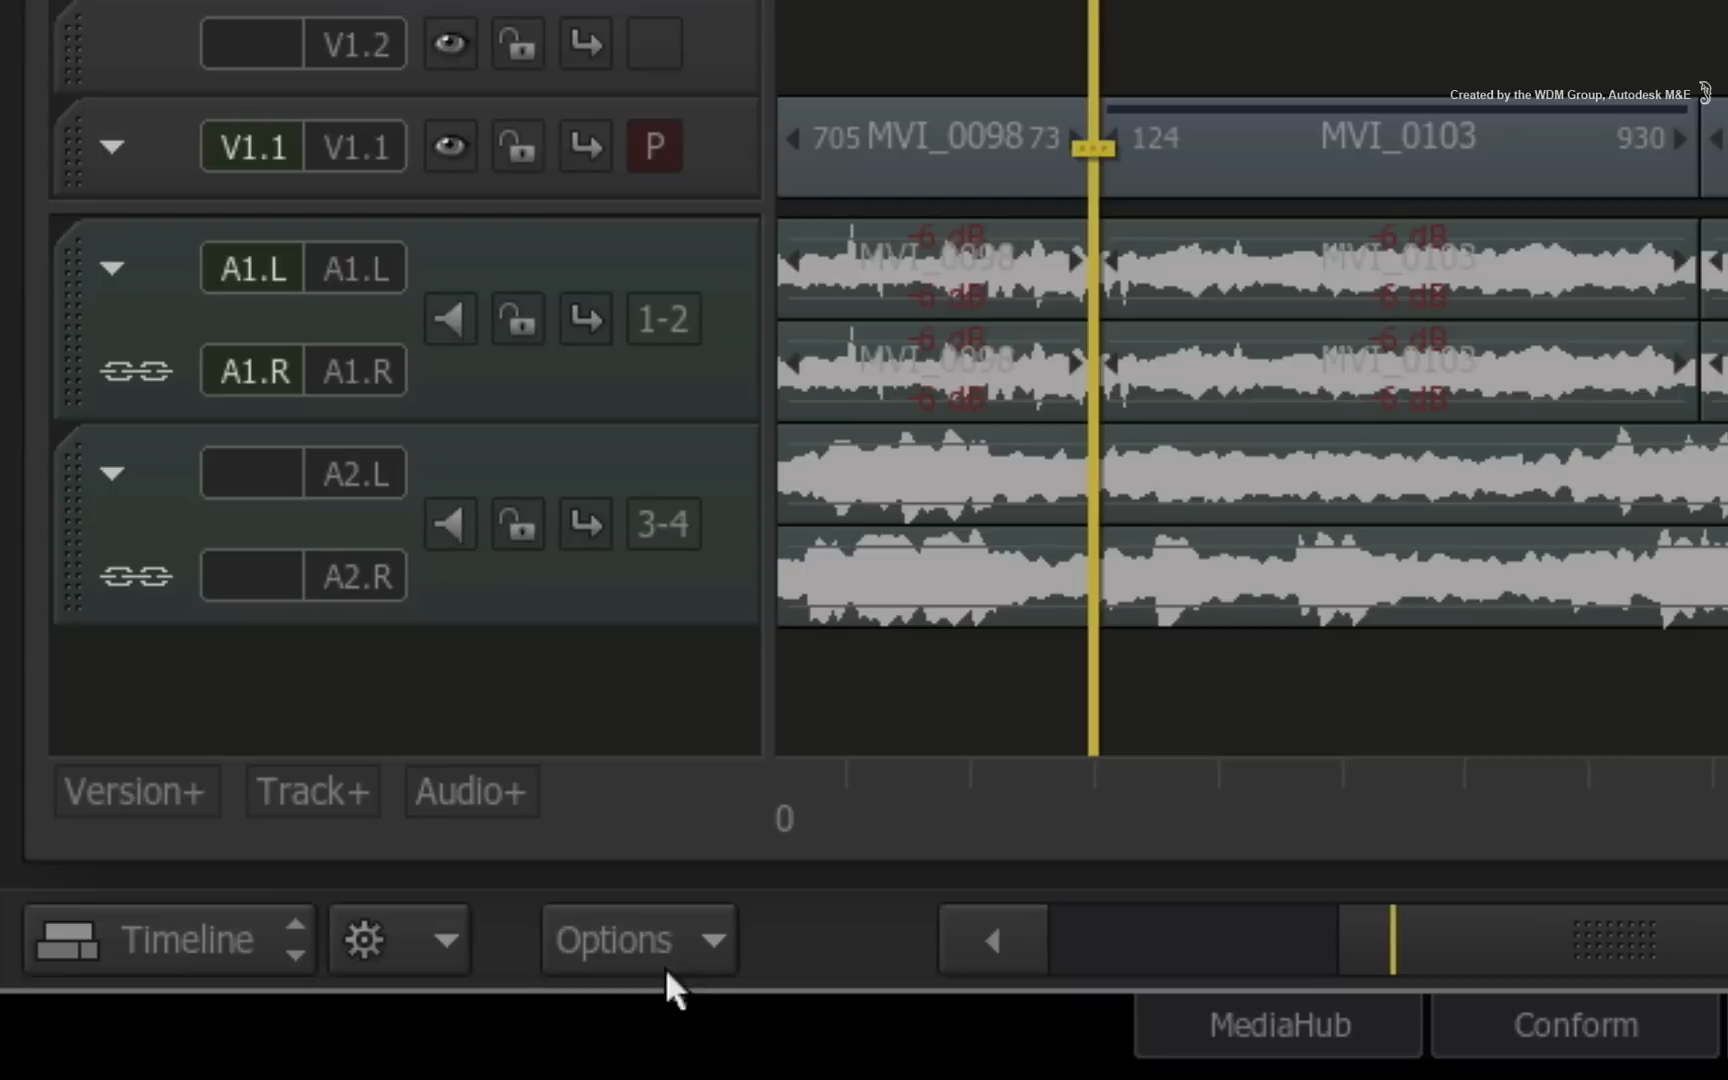 V1.2
Created by the WDM Group, Autodesk M&E
V1.1 V1.1 P 705 MVI_0098 73 124 MVI_0103 930
-6 dB -6 dB
A1.L A1.L MVI_0098 MVI_0103
1-2 -6 dB -6 dB
-6 dB -6 dB
A1.R A1.R MVI_0098 MVI_0103
-6 dB -6 dB
A2.L
3-4
A2.R
Version+ Track+ Audio+
0
Timeline Options
MediaHub Conform